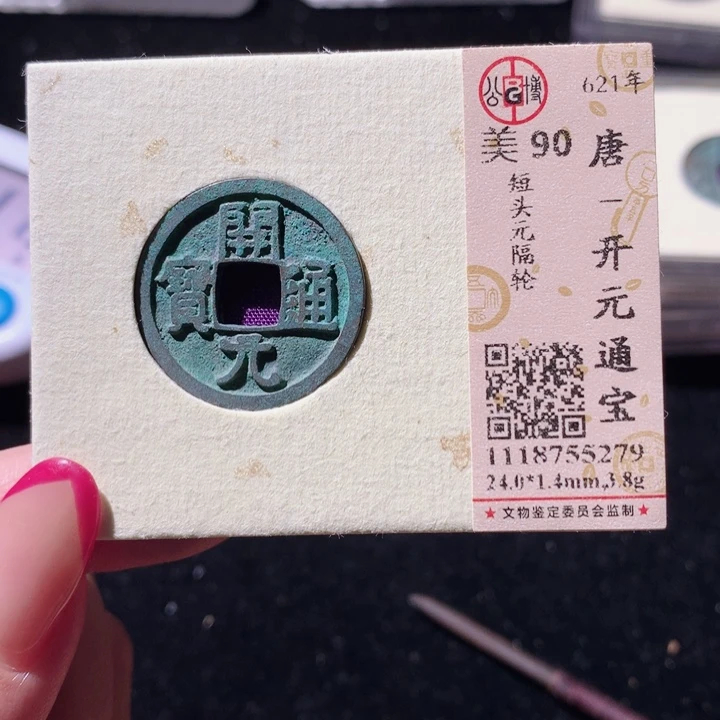 開
通
元
寶
公博
621年
美 90
唐一开元通宝
短头元隔轮
1118755279
24.0*1.4mm,3.8g
★ 文物鉴定委员会监制 ★